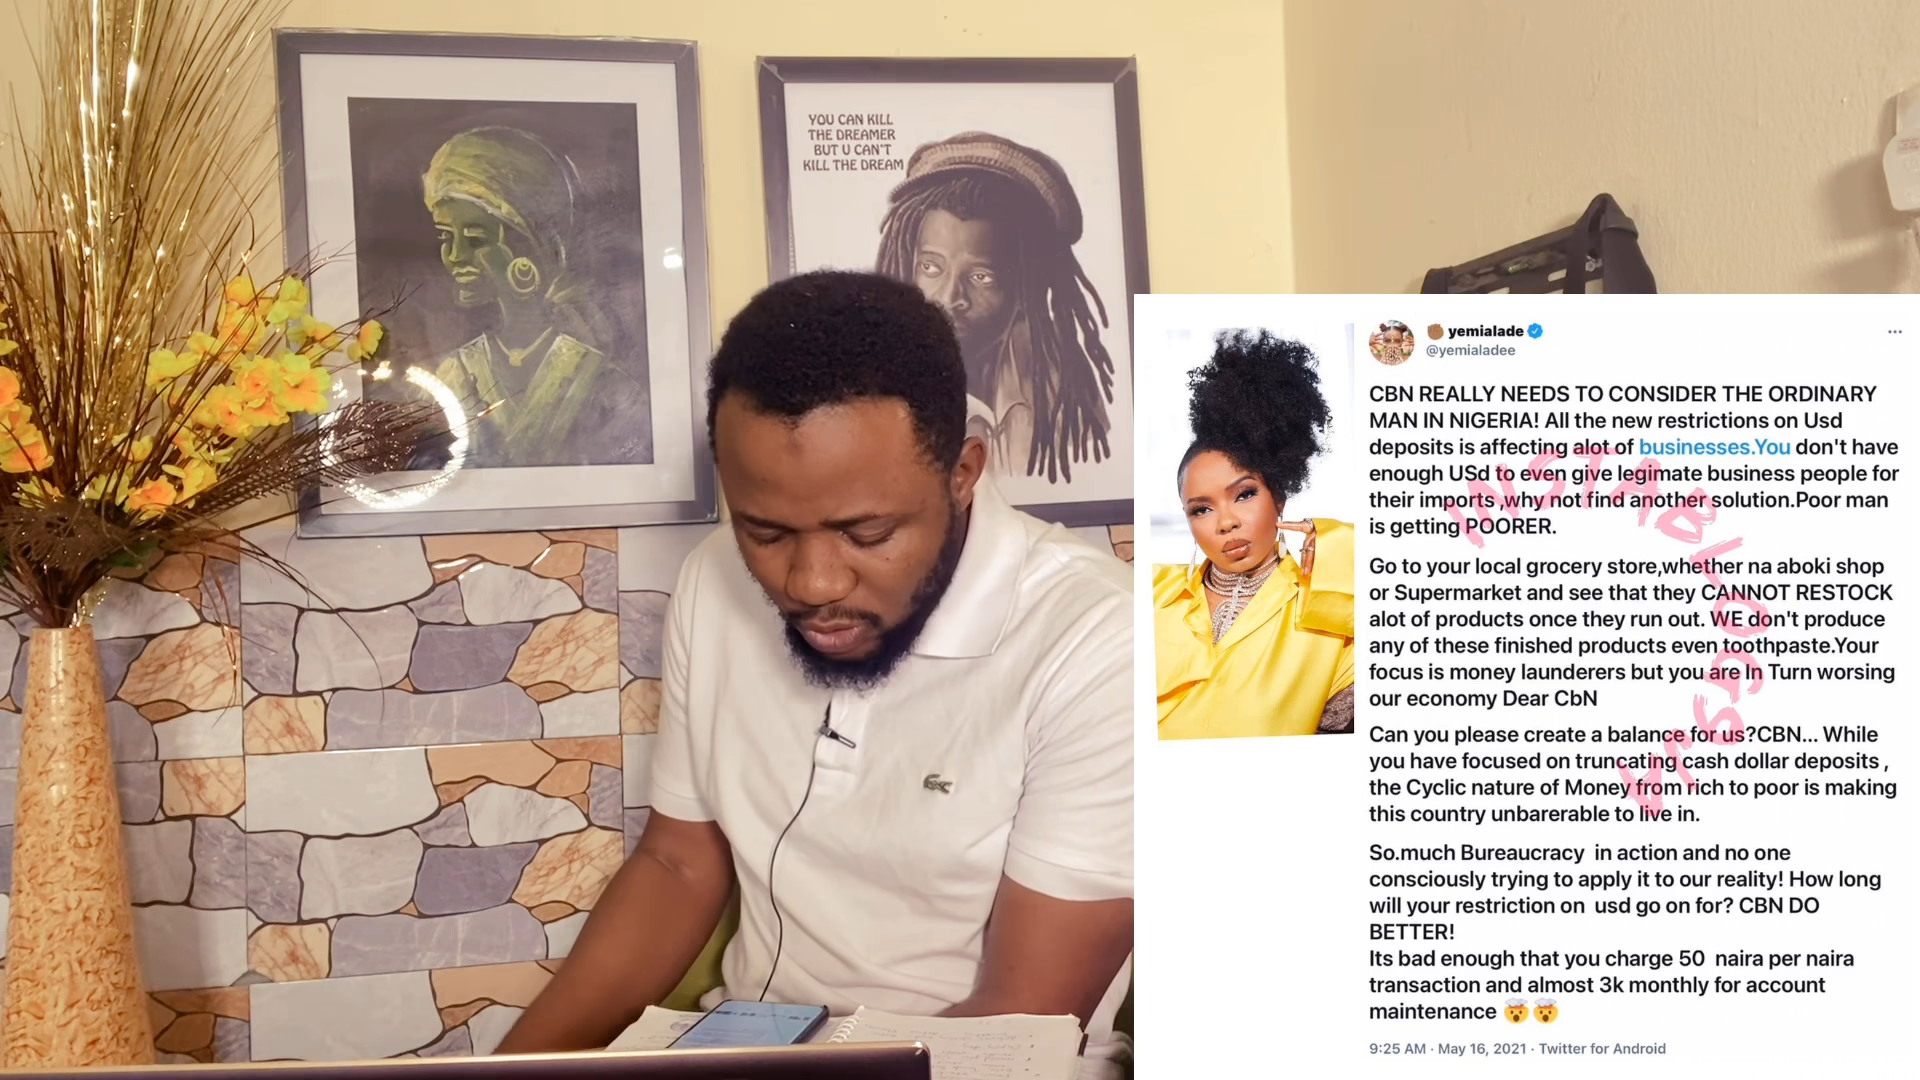 YOU CAN KILL
THE DREAMER
BUT U CAN'T
KILL THE DREAM
yemialade
@yemialadee
CBN REALLY NEEDS TO CONSIDER THE ORDINARY
MAN IN NIGERIA! All the new restrictions on Usd
deposits is affecting alot of businesses.You don't have
enough USd to even give legimate business people for
their imports ,why not find another solution.Poor man
is getting POORER.
Go to your local grocery store,whether na aboki shop
or Supermarket and see that they CANNOT RESTOCK
alot of products once they run out. WE don't produce
any of these finished products even toothpaste.Your
focus is money launderers but you are In Turn worsing
our economy Dear CbN
Can you please create a balance for us?CBN... While
you have focused on truncating cash dollar deposits ,
the Cyclic nature of Money from rich to poor is making
this country unbarerable to live in.
So.much Bureaucracy  in action and no one
consciously trying to apply it to our reality! How long
will your restriction on  usd go on for? CBN DO
BETTER!
Its bad enough that you charge 50  naira per naira
transaction and almost 3k monthly for account
maintenance 🤯🤯
9:25 AM · May 16, 2021 · Twitter for Android
INSTABLOG9JA